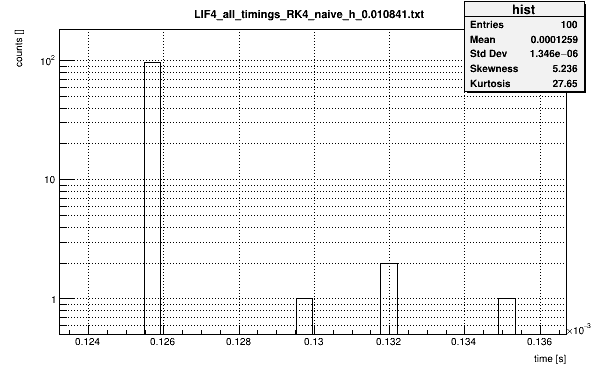 LIF4_all_timings_RK4_naive_h_0.010841.txt
hist
Entries 100
Mean 0.0001259
Std Dev 1.346e−06
Skewness 5.236
Kurtosis 27.65
counts []
10²
10
1
0.124 0.126 0.128 0.13 0.132 0.134 0.136
×10⁻³
time [s]